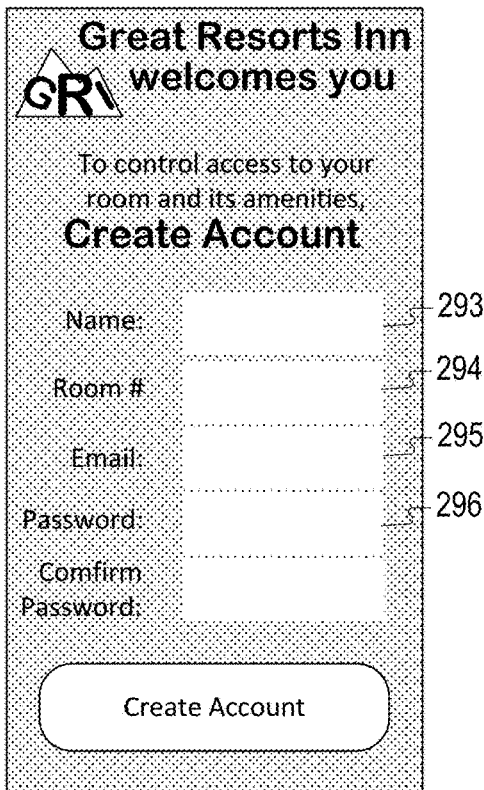 Great Resorts Inn
welcomes you
GRI
To control access to your
room and its amenities,
Create Account
Name:
293
Room #
294
Email:
295
Password:
296
Comfirm
Password:
Create Account